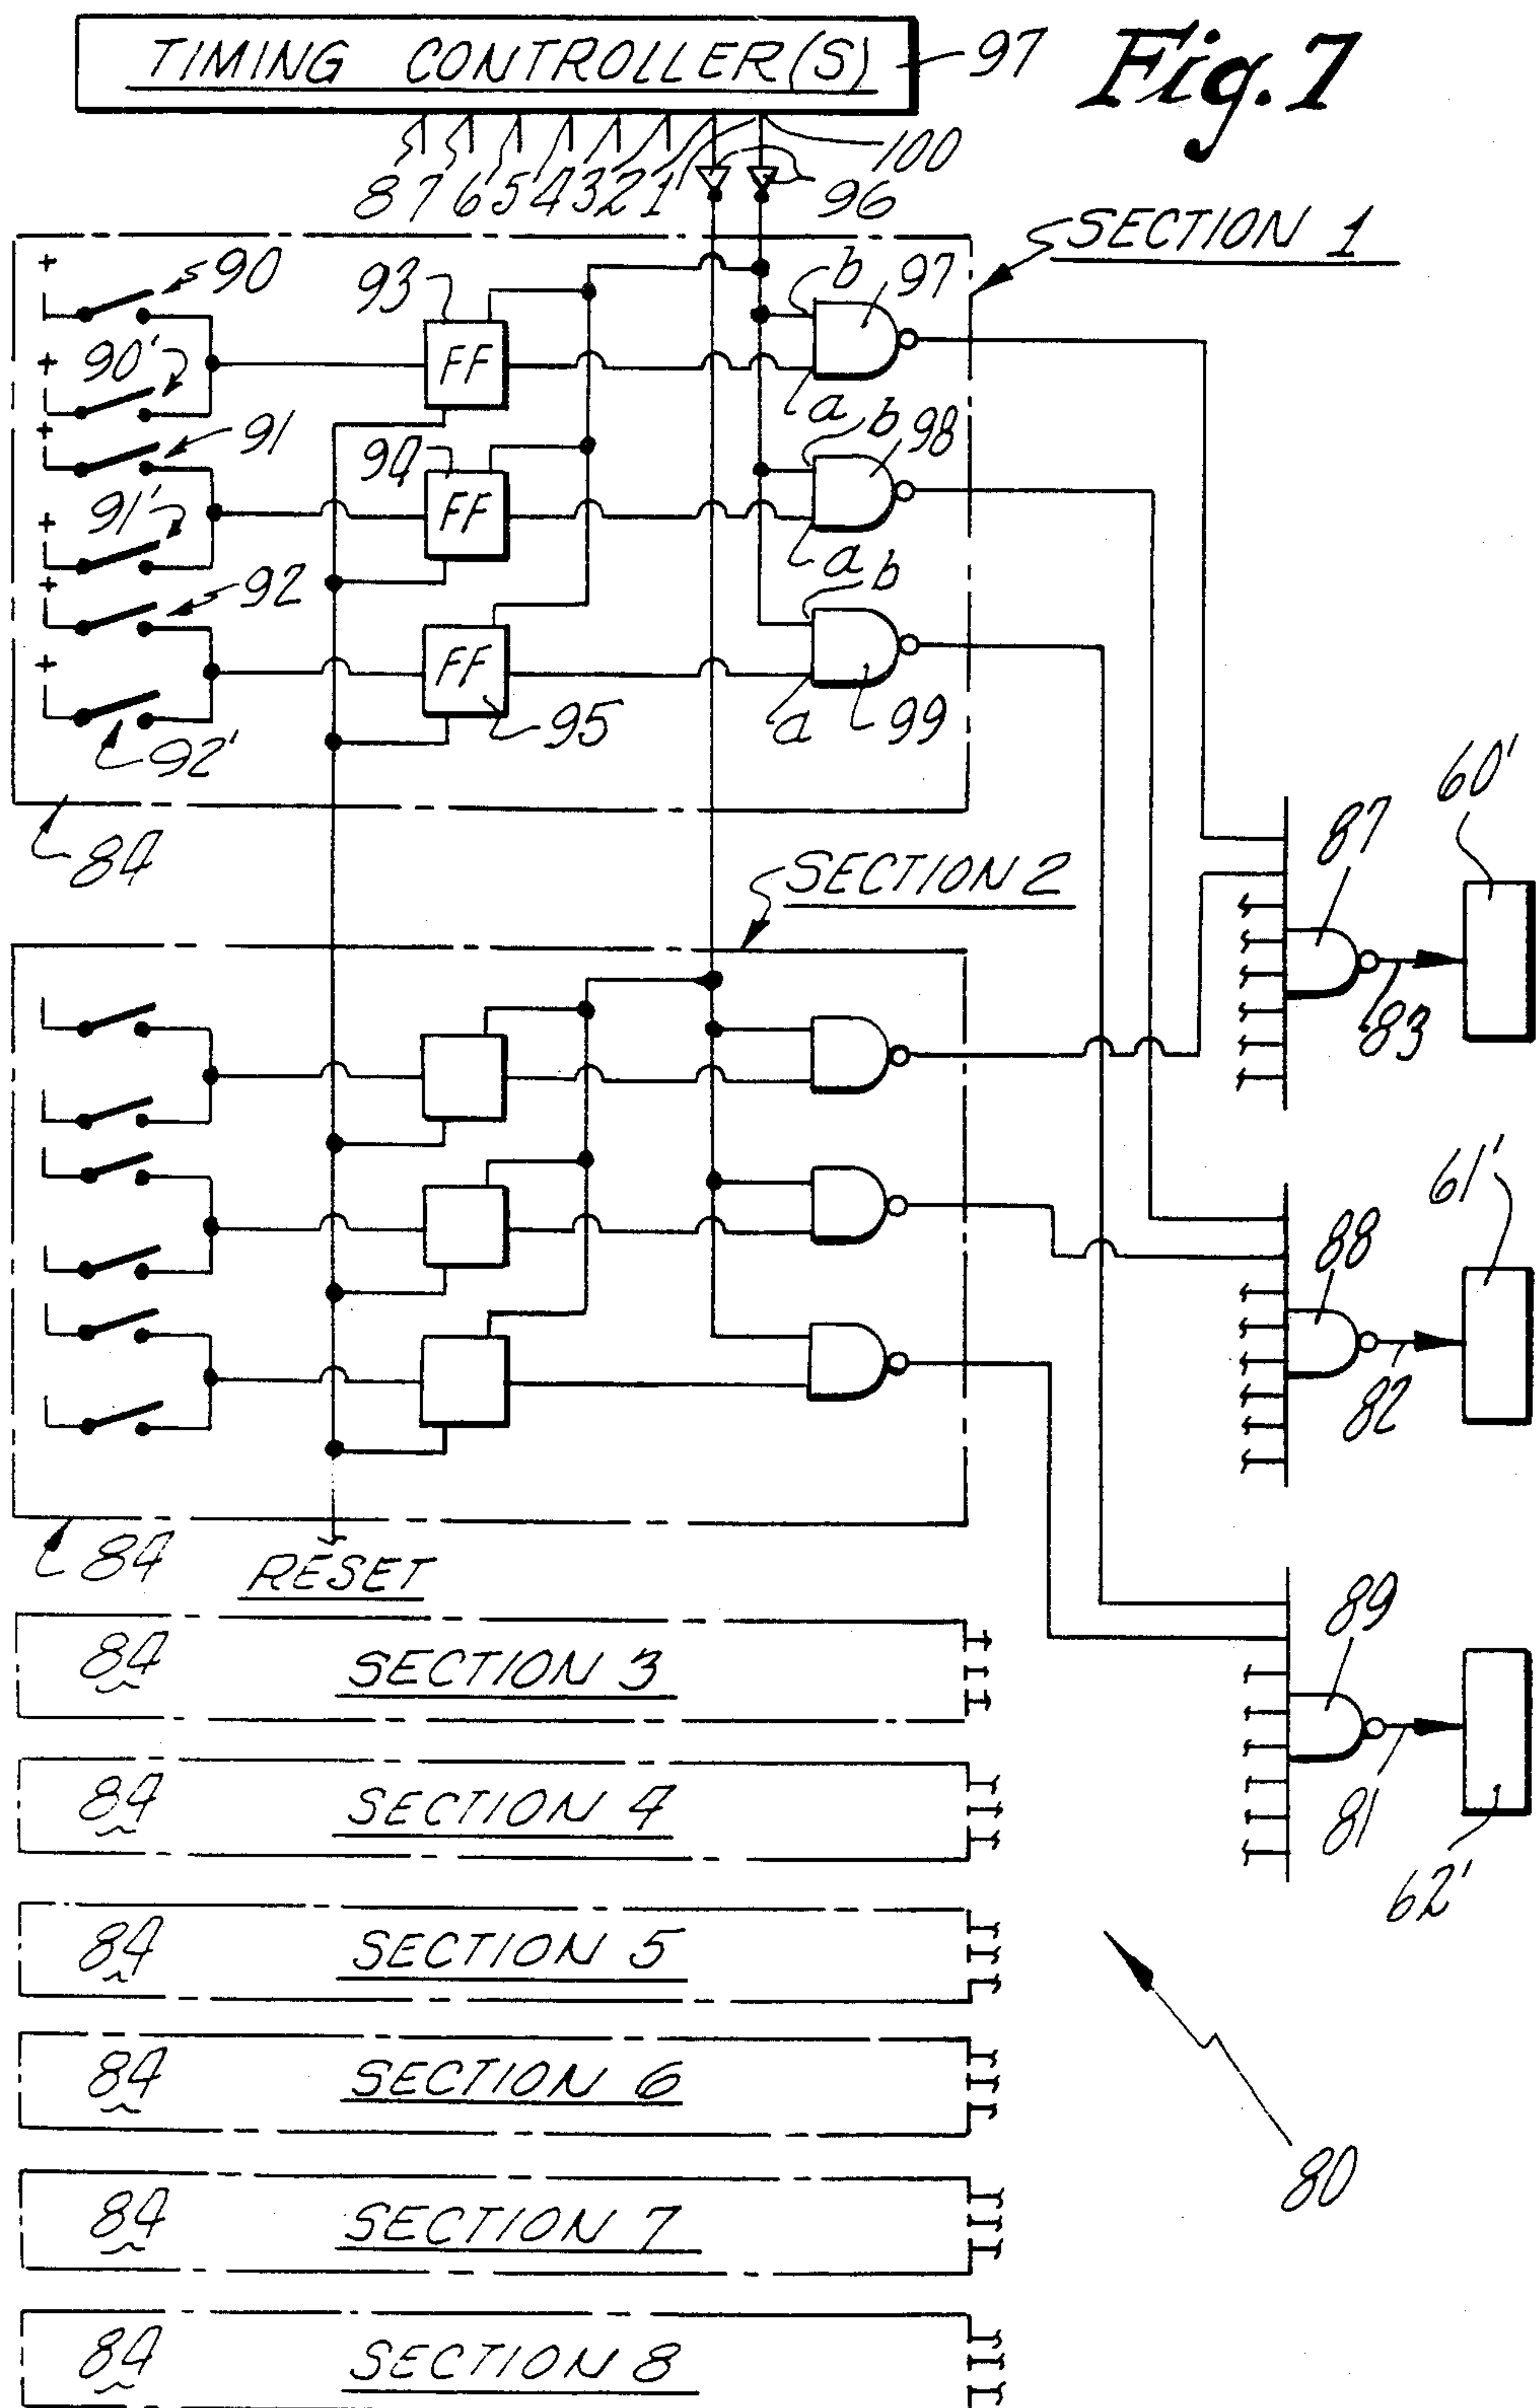 TIMING CONTROLLER(S)
97
Fig. 7
8 7 6 5 4 3 2 1
100
96
SECTION 1
+
90
93
b
97
+
90'
FF
a
+
91
94
b
98
+
91'
FF
a
+
92
b
+
FF
95
a
99
92'
84
SECTION 2
87
60'
83
88
61'
82
84
RESET
89
84
SECTION 3
81
62'
84
SECTION 4
84
SECTION 5
84
SECTION 6
80
84
SECTION 7
84
SECTION 8